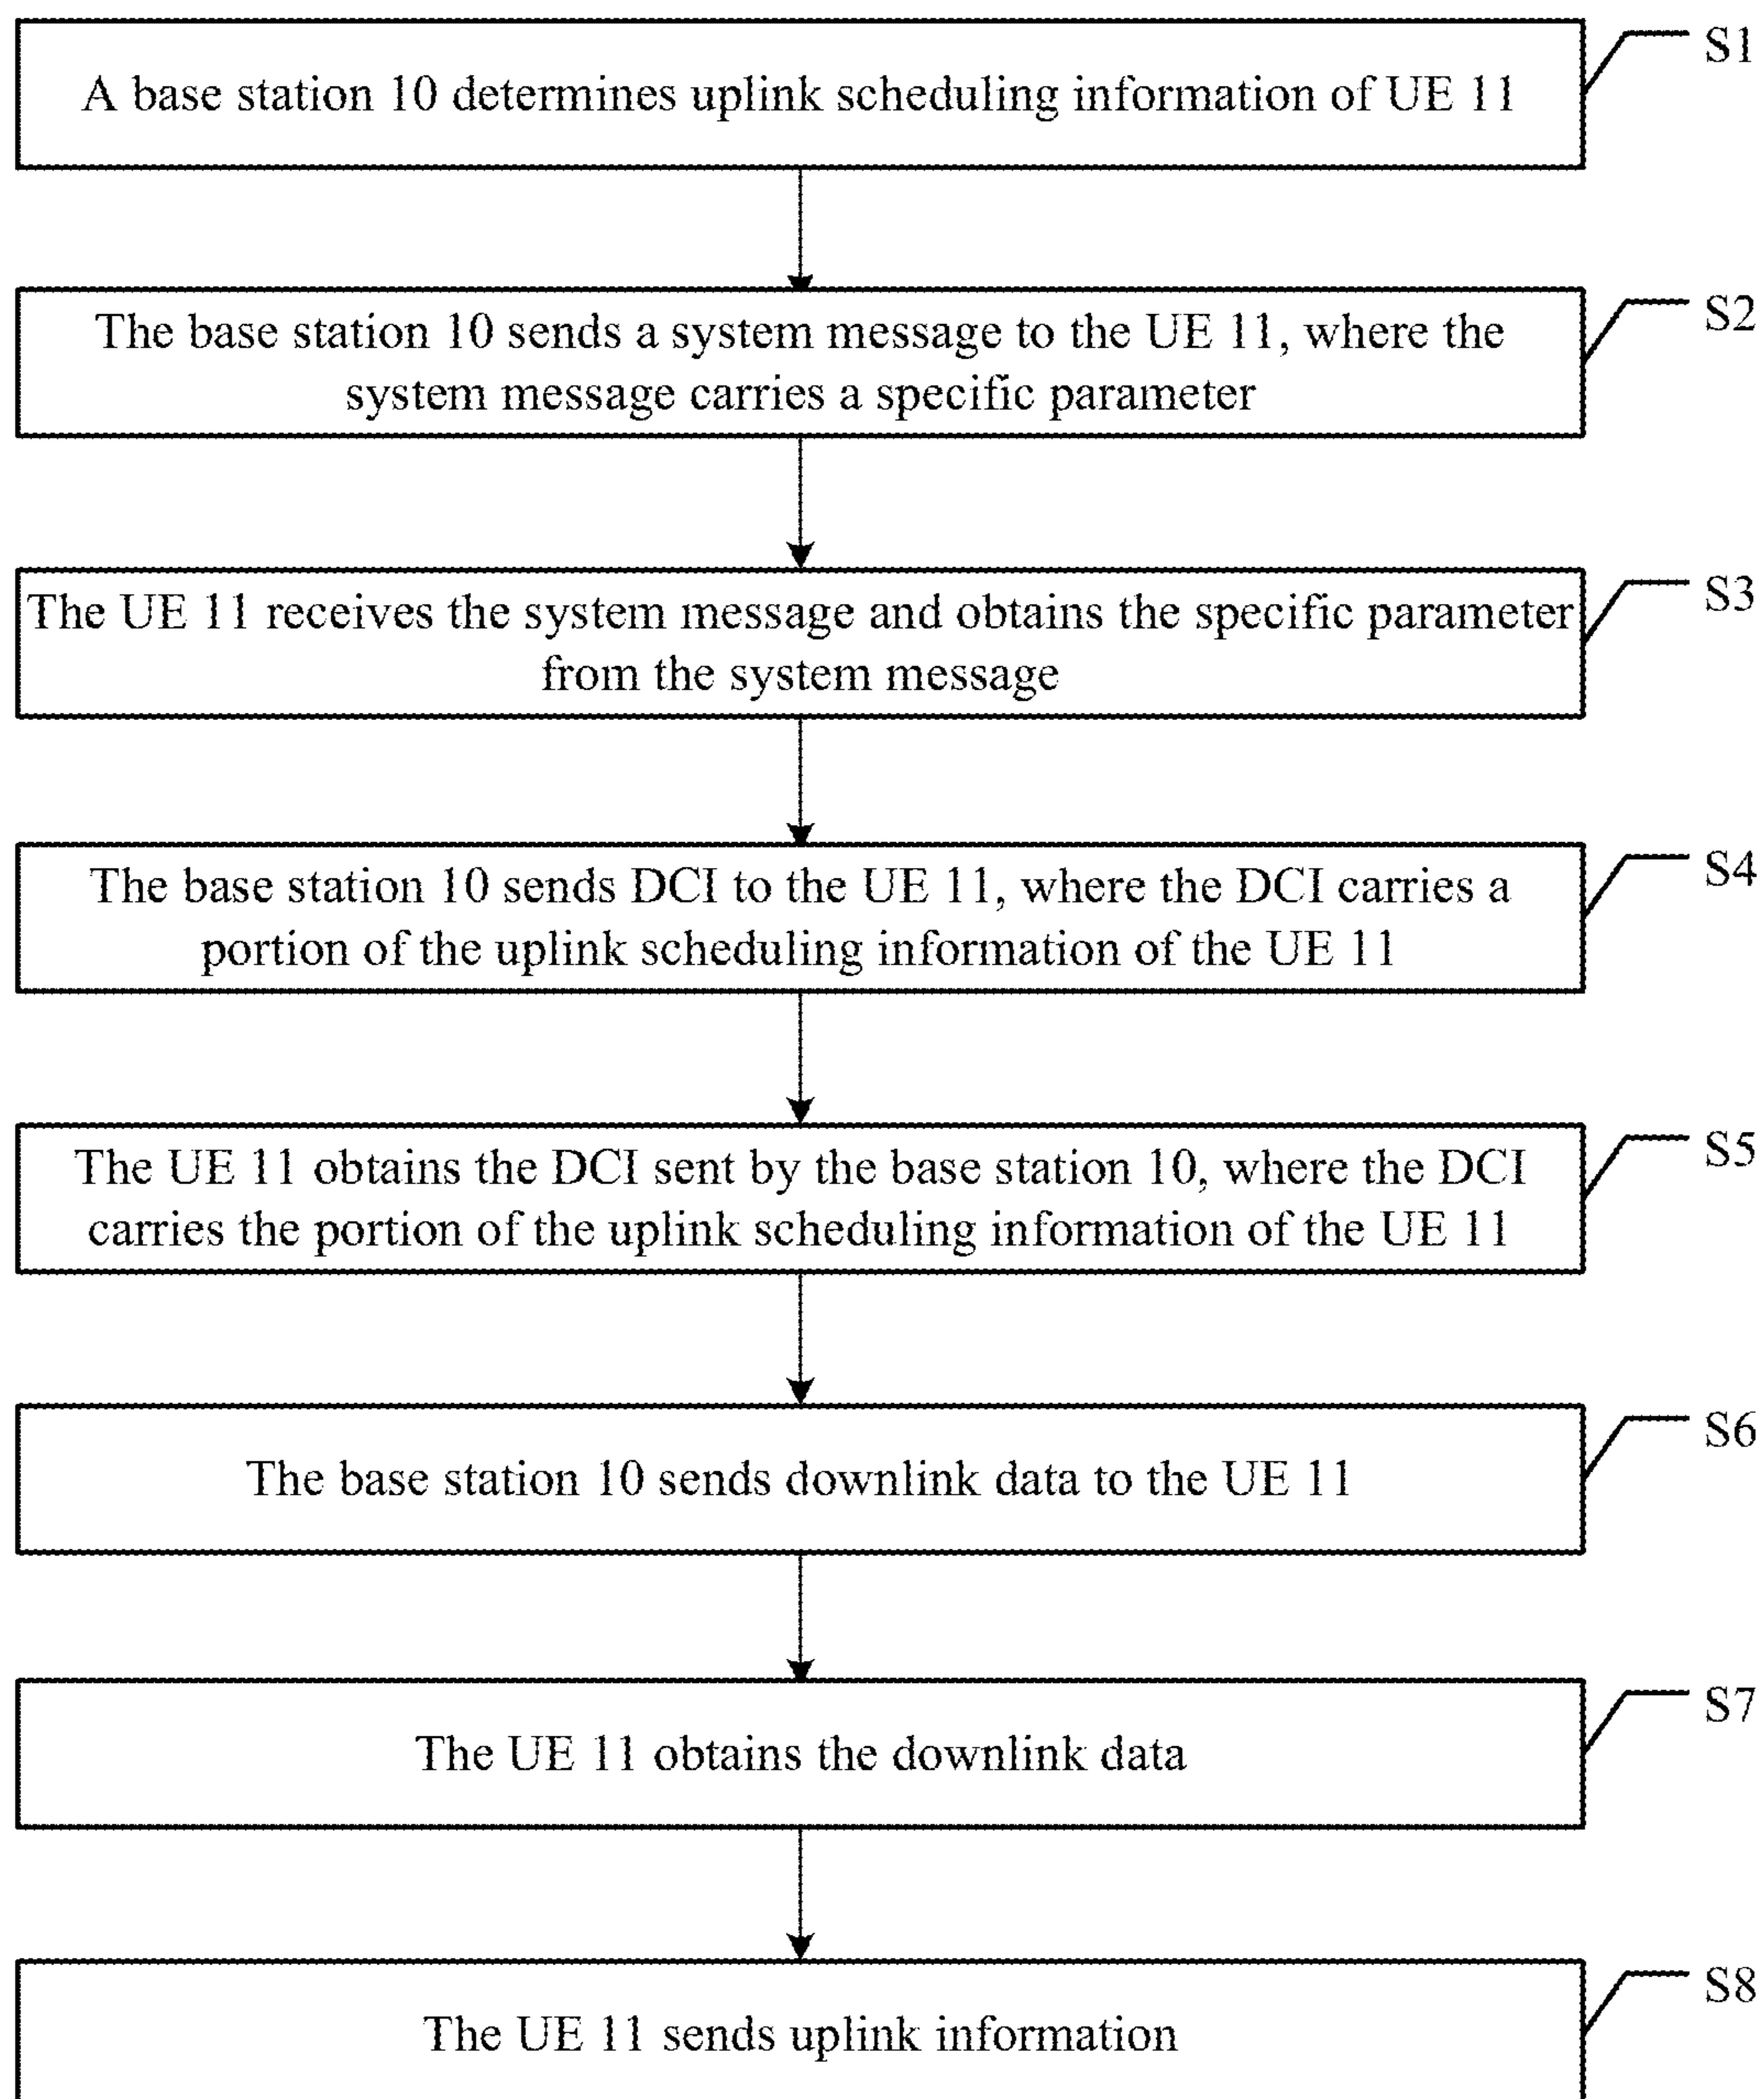 S1
A base station 10 determines uplink scheduling information of UE 11
S2
The base station 10 sends a system message to the UE 11, where the
system message carries a specific parameter
S3
The UE 11 receives the system message and obtains the specific parameter
from the system message
S4
The base station 10 sends DCI to the UE 11, where the DCI carries a
portion of the uplink scheduling information of the UE 11
S5
The UE 11 obtains the DCI sent by the base station 10, where the DCI
carries the portion of the uplink scheduling information of the UE 11
S6
The base station 10 sends downlink data to the UE 11
S7
The UE 11 obtains the downlink data
S8
The UE 11 sends uplink information